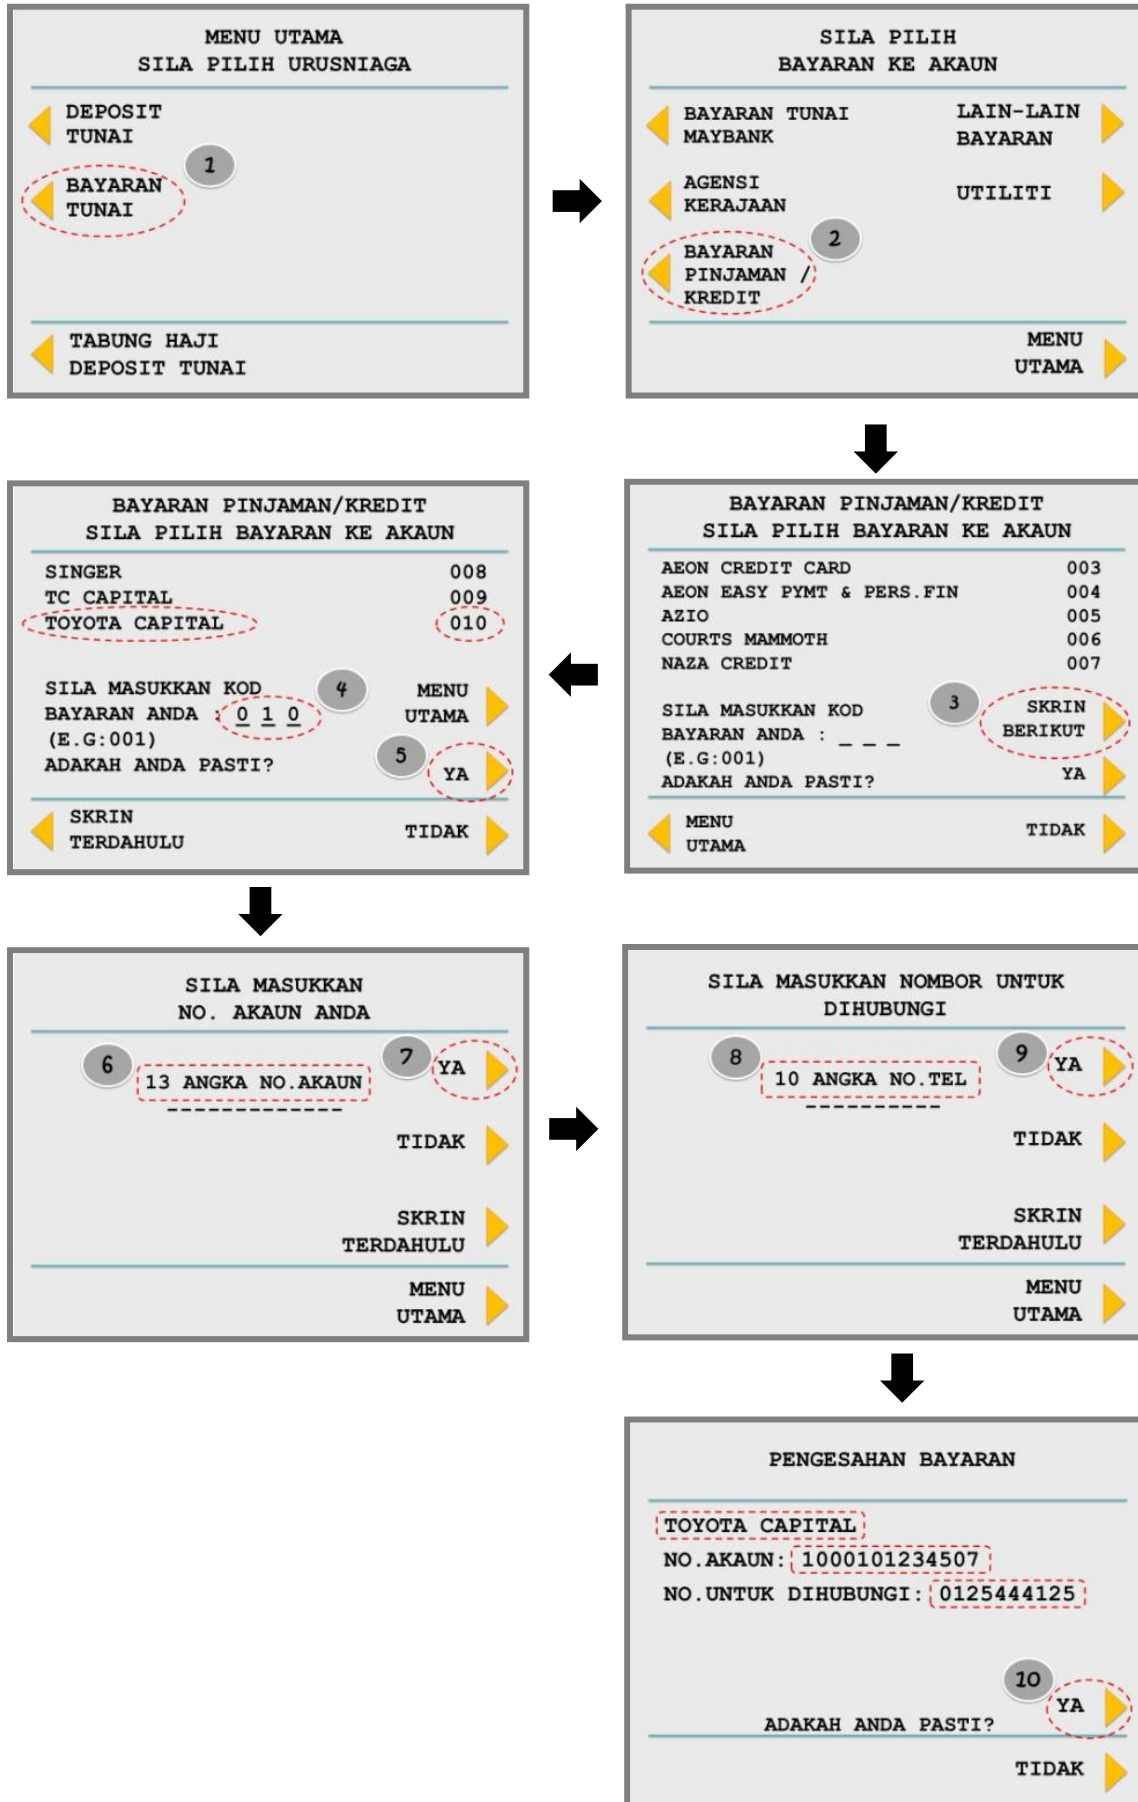 MENU UTAMA
SILA PILIH URUSNIAGA
DEPOSIT
TUNAI
1
BAYARAN
TUNAI
TABUNG HAJI
DEPOSIT TUNAI
SILA PILIH
BAYARAN KE AKAUN
BAYARAN TUNAI
MAYBANK
LAIN-LAIN
BAYARAN
AGENSI
KERAJAAN
UTILITI
2
BAYARAN
PINJAMAN /
KREDIT
MENU
UTAMA
BAYARAN PINJAMAN/KREDIT
SILA PILIH BAYARAN KE AKAUN
AEON CREDIT CARD 003
AEON EASY PYMT & PERS.FIN 004
AZIO 005
COURTS MAMMOTH 006
NAZA CREDIT 007
3
SKRIN
BERIKUT
SILA MASUKKAN KOD
BAYARAN ANDA : _ _ _
(E.G:001)
ADAKAH ANDA PASTI?
YA
MENU
UTAMA
TIDAK
BAYARAN PINJAMAN/KREDIT
SILA PILIH BAYARAN KE AKAUN
SINGER 008
TC CAPITAL 009
TOYOTA CAPITAL 010
SILA MASUKKAN KOD
BAYARAN ANDA : 0 1 0
(E.G:001)
ADAKAH ANDA PASTI?
4
MENU
UTAMA
5
YA
SKRIN
TERDAHULU
TIDAK
SILA MASUKKAN
NO. AKAUN ANDA
6
13 ANGKA NO.AKAUN
-------------
7
YA
TIDAK
SKRIN
TERDAHULU
MENU
UTAMA
SILA MASUKKAN NOMBOR UNTUK
DIHUBUNGI
8
10 ANGKA NO.TEL
----------
9
YA
TIDAK
SKRIN
TERDAHULU
MENU
UTAMA
PENGESAHAN BAYARAN
TOYOTA CAPITAL
NO.AKAUN: 1000101234507
NO.UNTUK DIHUBUNGI: 0125444125
10
YA
ADAKAH ANDA PASTI?
TIDAK